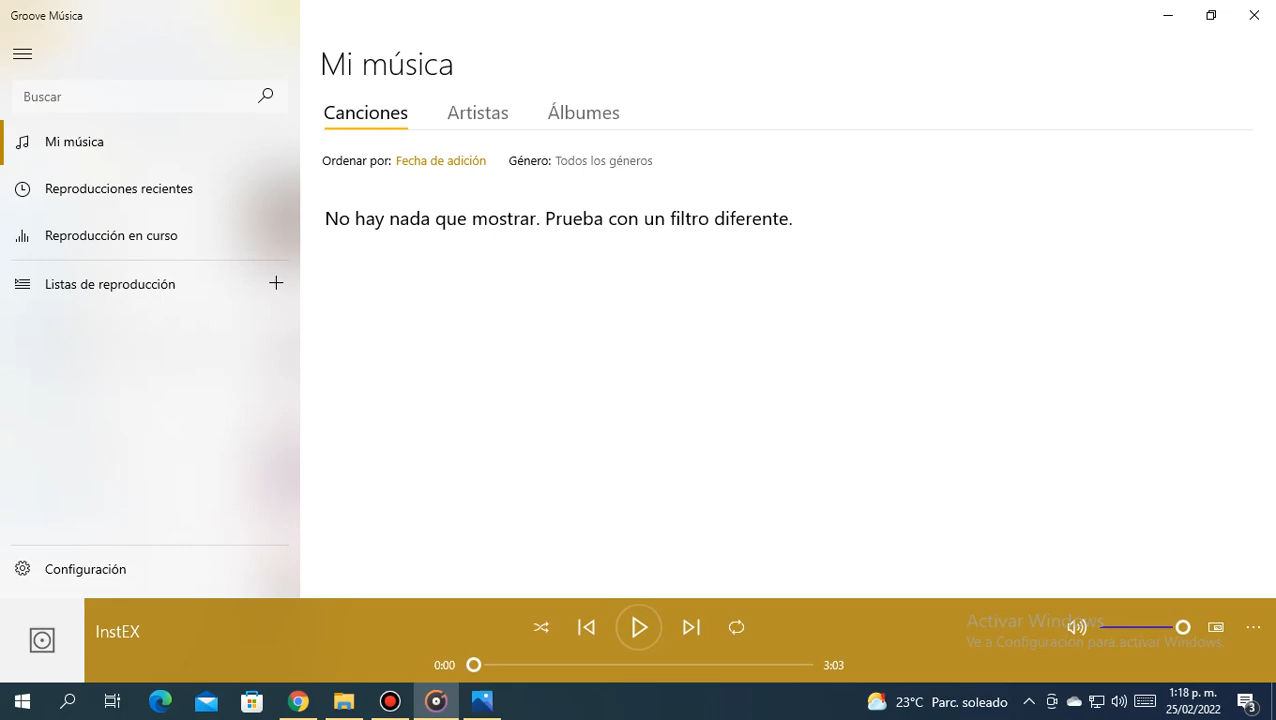 Groove Música
Buscar
Mi música
Reproducciones recientes
Reproducción en curso
Listas de reproducción
Configuración
Mi música
Canciones Artistas Álbumes
Ordenar por: Fecha de adición Género: Todos los géneros
No hay nada que mostrar. Prueba con un filtro diferente.
InstEX
0:00 3:03
Activar Windows
Ve a Configuración para activar Windows.
23°C Parc. soleado
1:18 p. m.
25/02/2022
3